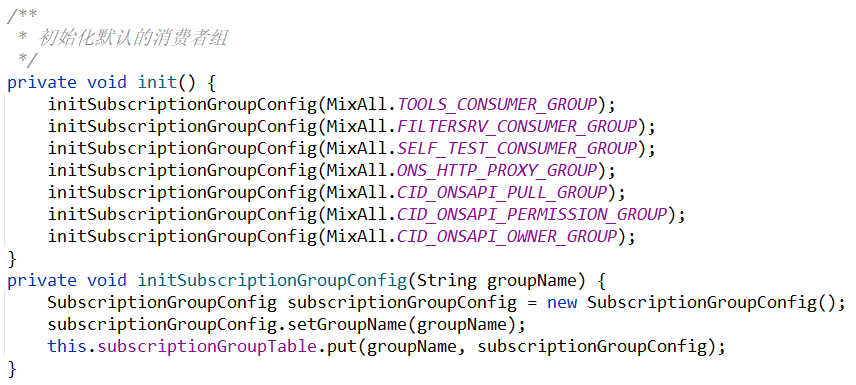 /**
 * 初始化默认的消费者组
 */
private void init() {
    initSubscriptionGroupConfig(MixAll.TOOLS_CONSUMER_GROUP);
    initSubscriptionGroupConfig(MixAll.FILTERSRV_CONSUMER_GROUP);
    initSubscriptionGroupConfig(MixAll.SELF_TEST_CONSUMER_GROUP);
    initSubscriptionGroupConfig(MixAll.ONS_HTTP_PROXY_GROUP);
    initSubscriptionGroupConfig(MixAll.CID_ONSAPI_PULL_GROUP);
    initSubscriptionGroupConfig(MixAll.CID_ONSAPI_PERMISSION_GROUP);
    initSubscriptionGroupConfig(MixAll.CID_ONSAPI_OWNER_GROUP);
}
private void initSubscriptionGroupConfig(String groupName) {
    SubscriptionGroupConfig subscriptionGroupConfig = new SubscriptionGroupConfig();
    subscriptionGroupConfig.setGroupName(groupName);
    this.subscriptionGroupTable.put(groupName, subscriptionGroupConfig);
}